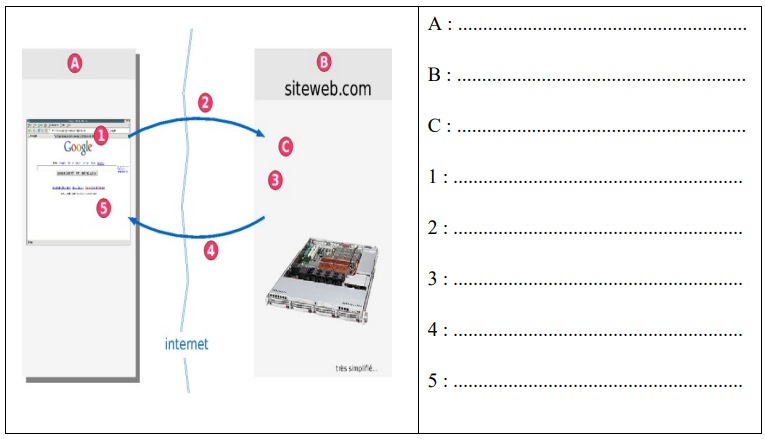 A
B
siteweb.com
2
1
Google
C
3
5
4
internet
très simplifié...
A : .........................................................
B : .........................................................
C : .........................................................
1 : .........................................................
2 : .........................................................
3 : .........................................................
4 : .........................................................
5 : .........................................................